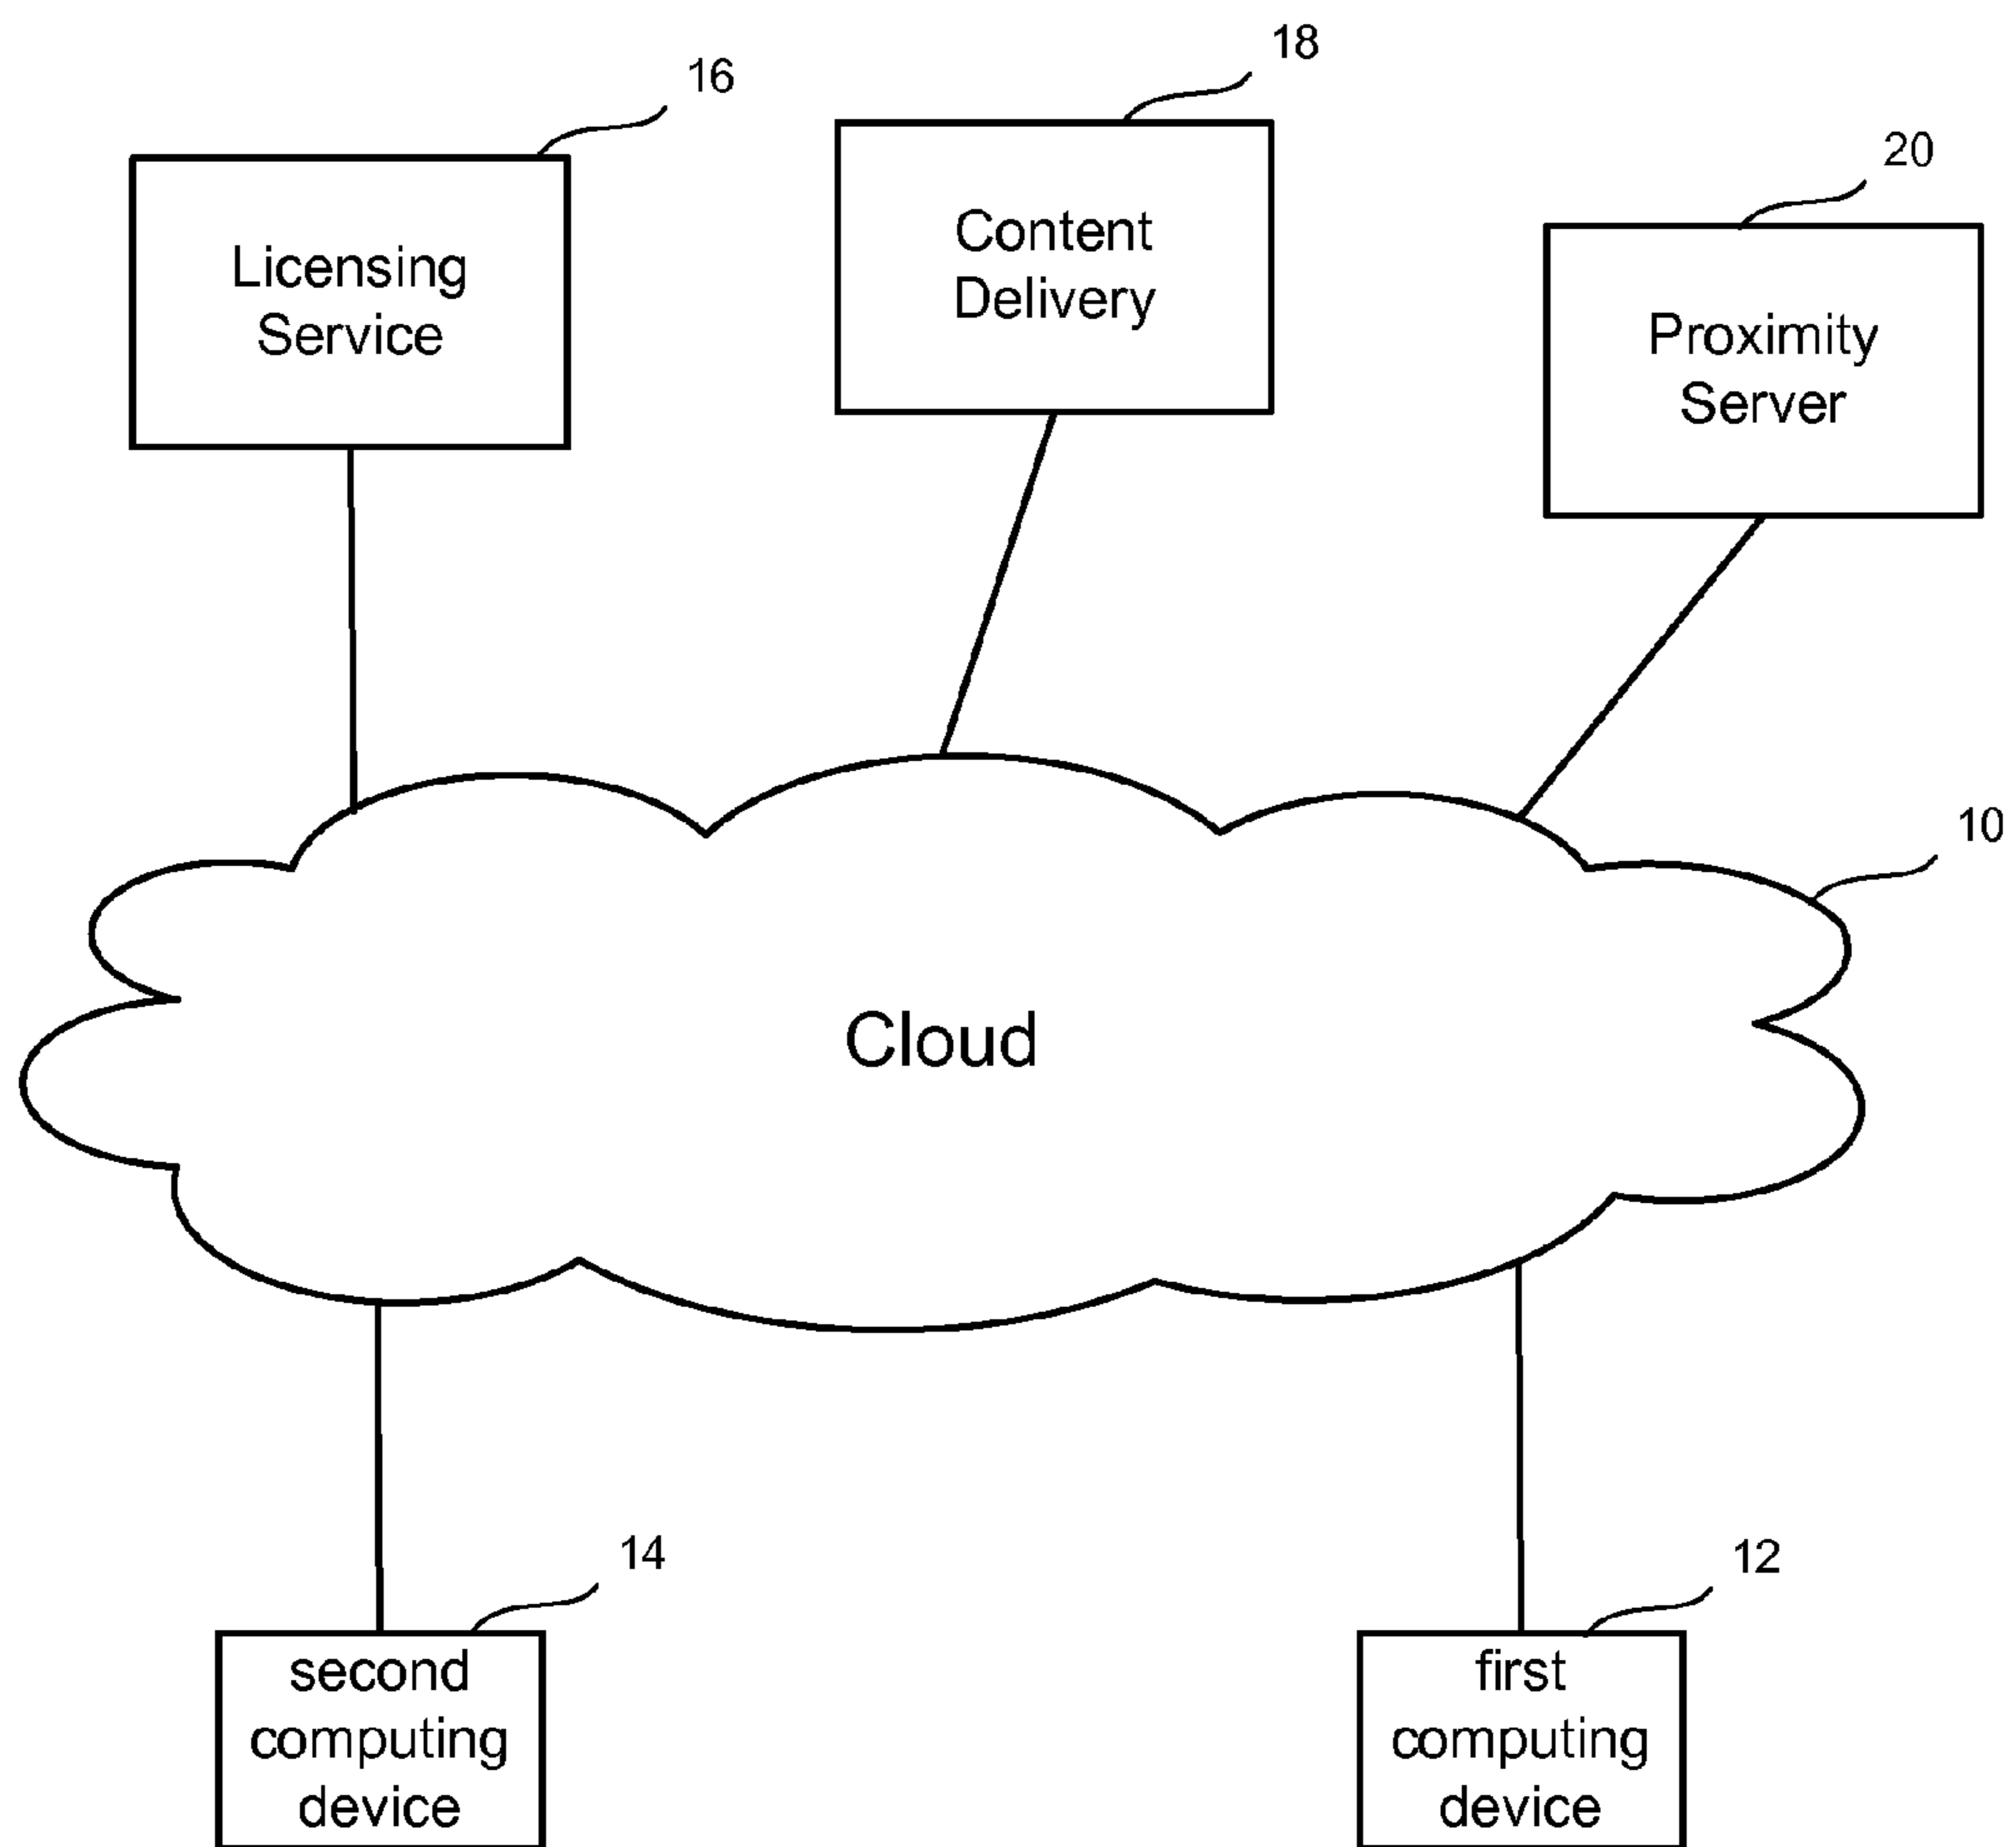 18
16
20
Licensing
Service
Content
Delivery
Proximity
Server
10
Cloud
14
12
second
computing
device
first
computing
device